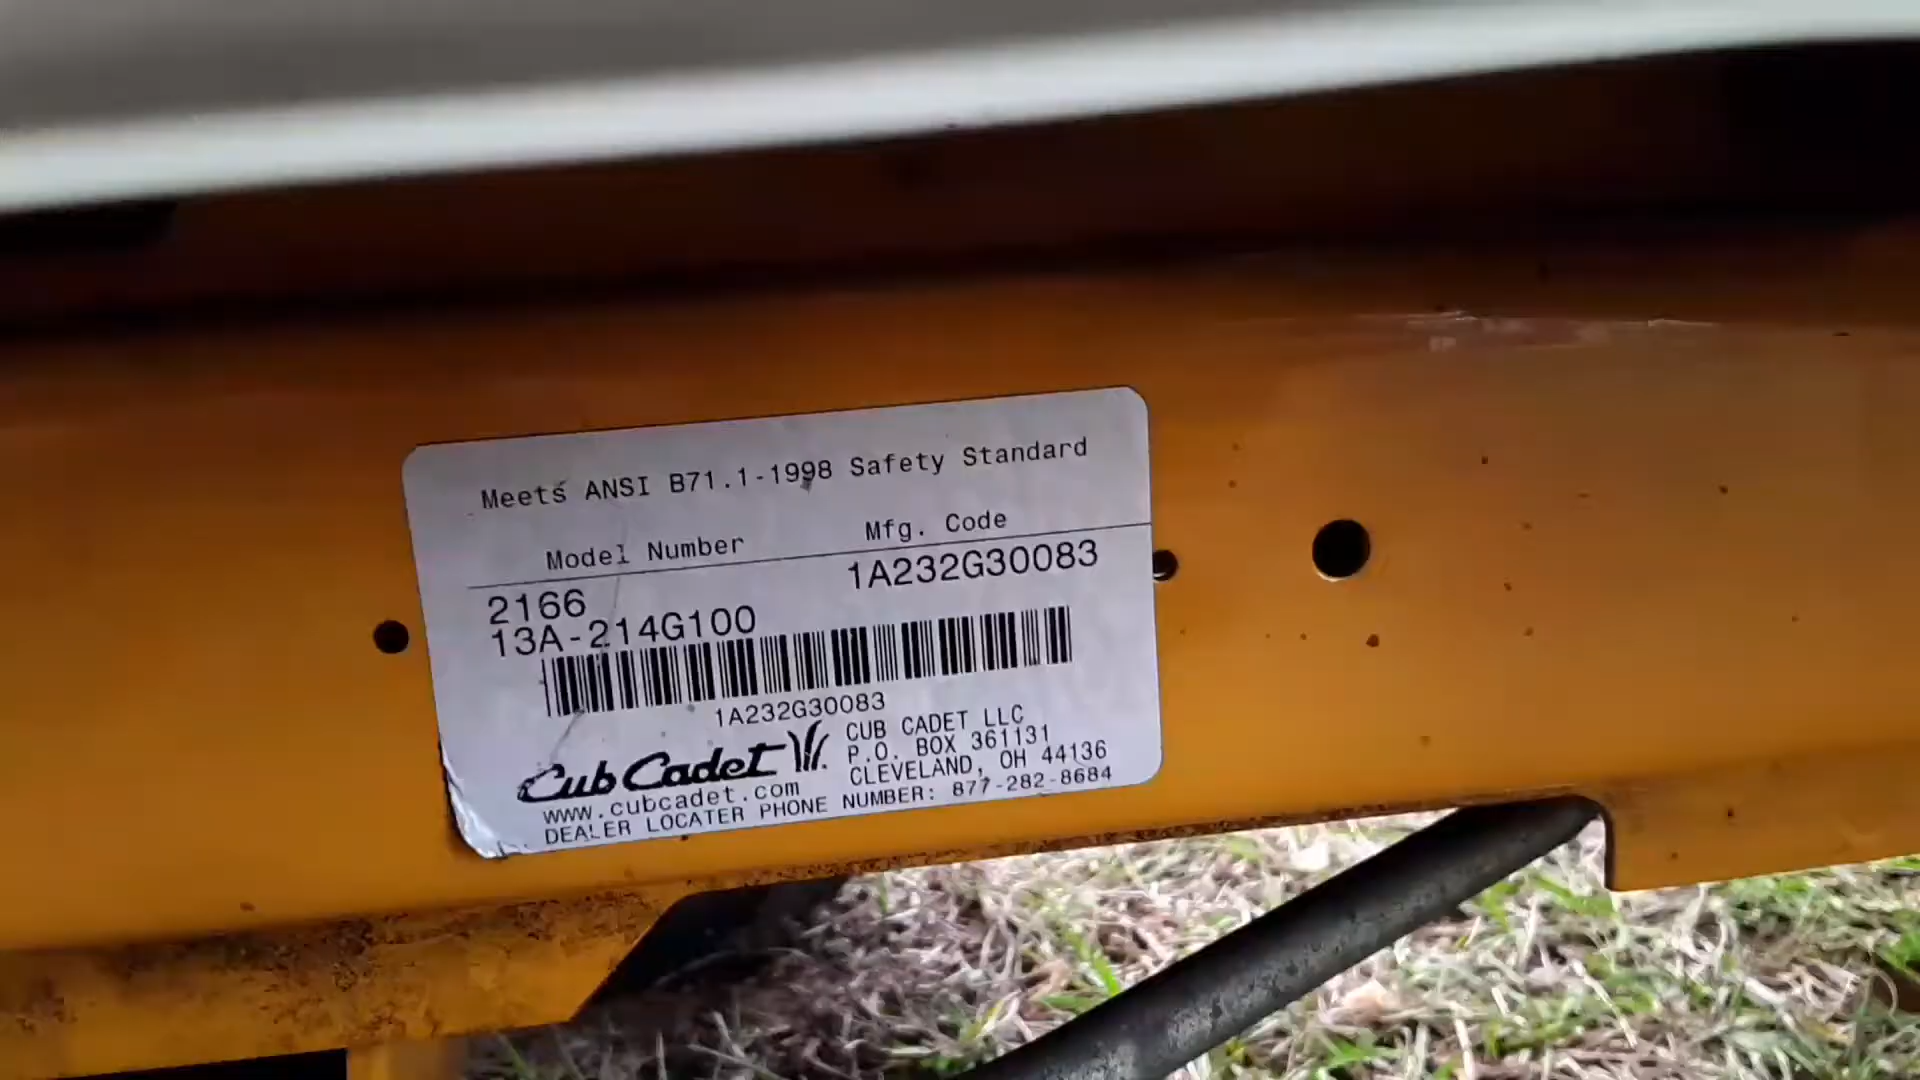 Meets ANSI B71.1-1998 Safety Standard
Model Number Mfg. Code
2166 1A232G30083
13A-214G100
1A232G30083
Cub Cadet
CUB CADET LLC
P.O. BOX 361131
CLEVELAND, OH 44136
www.cubcadet.com
DEALER LOCATER PHONE NUMBER: 877-282-8684